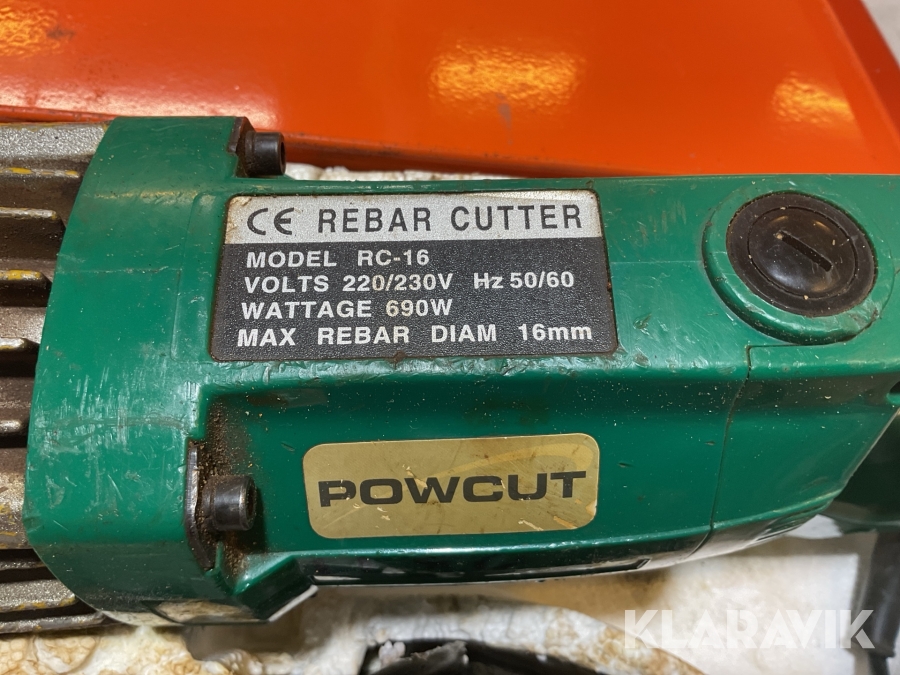 CE REBAR CUTTER
MODEL RC-16
VOLTS 220/230V Hz 50/60
WATTAGE 690W
MAX REBAR DIAM 16mm
POWCUT
KLARAVIK